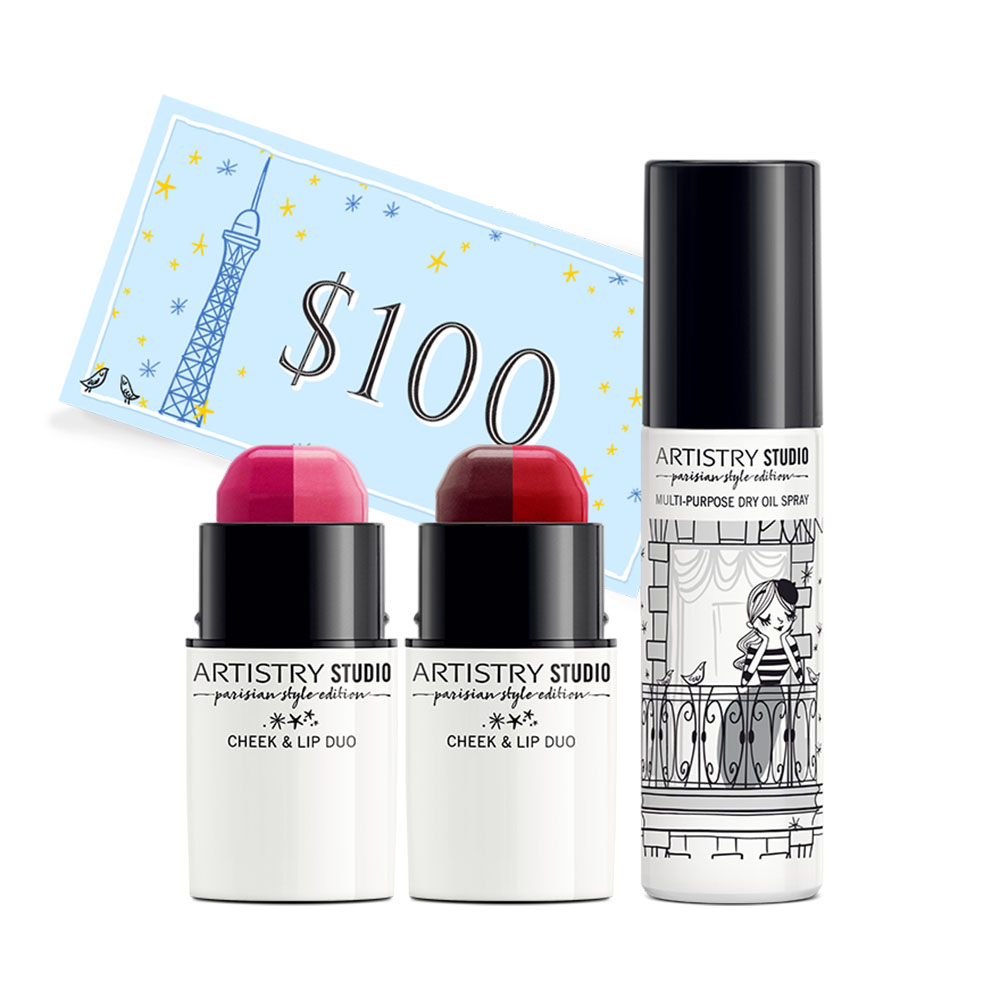 $100
ARTISTRY STUDIO
parisian style edition
CHEEK & LIP DUO
ARTISTRY STUDIO
parisian style edition
CHEEK & LIP DUO
ARTISTRY STUDIO
parisian style edition
MULTI-PURPOSE DRY OIL SPRAY